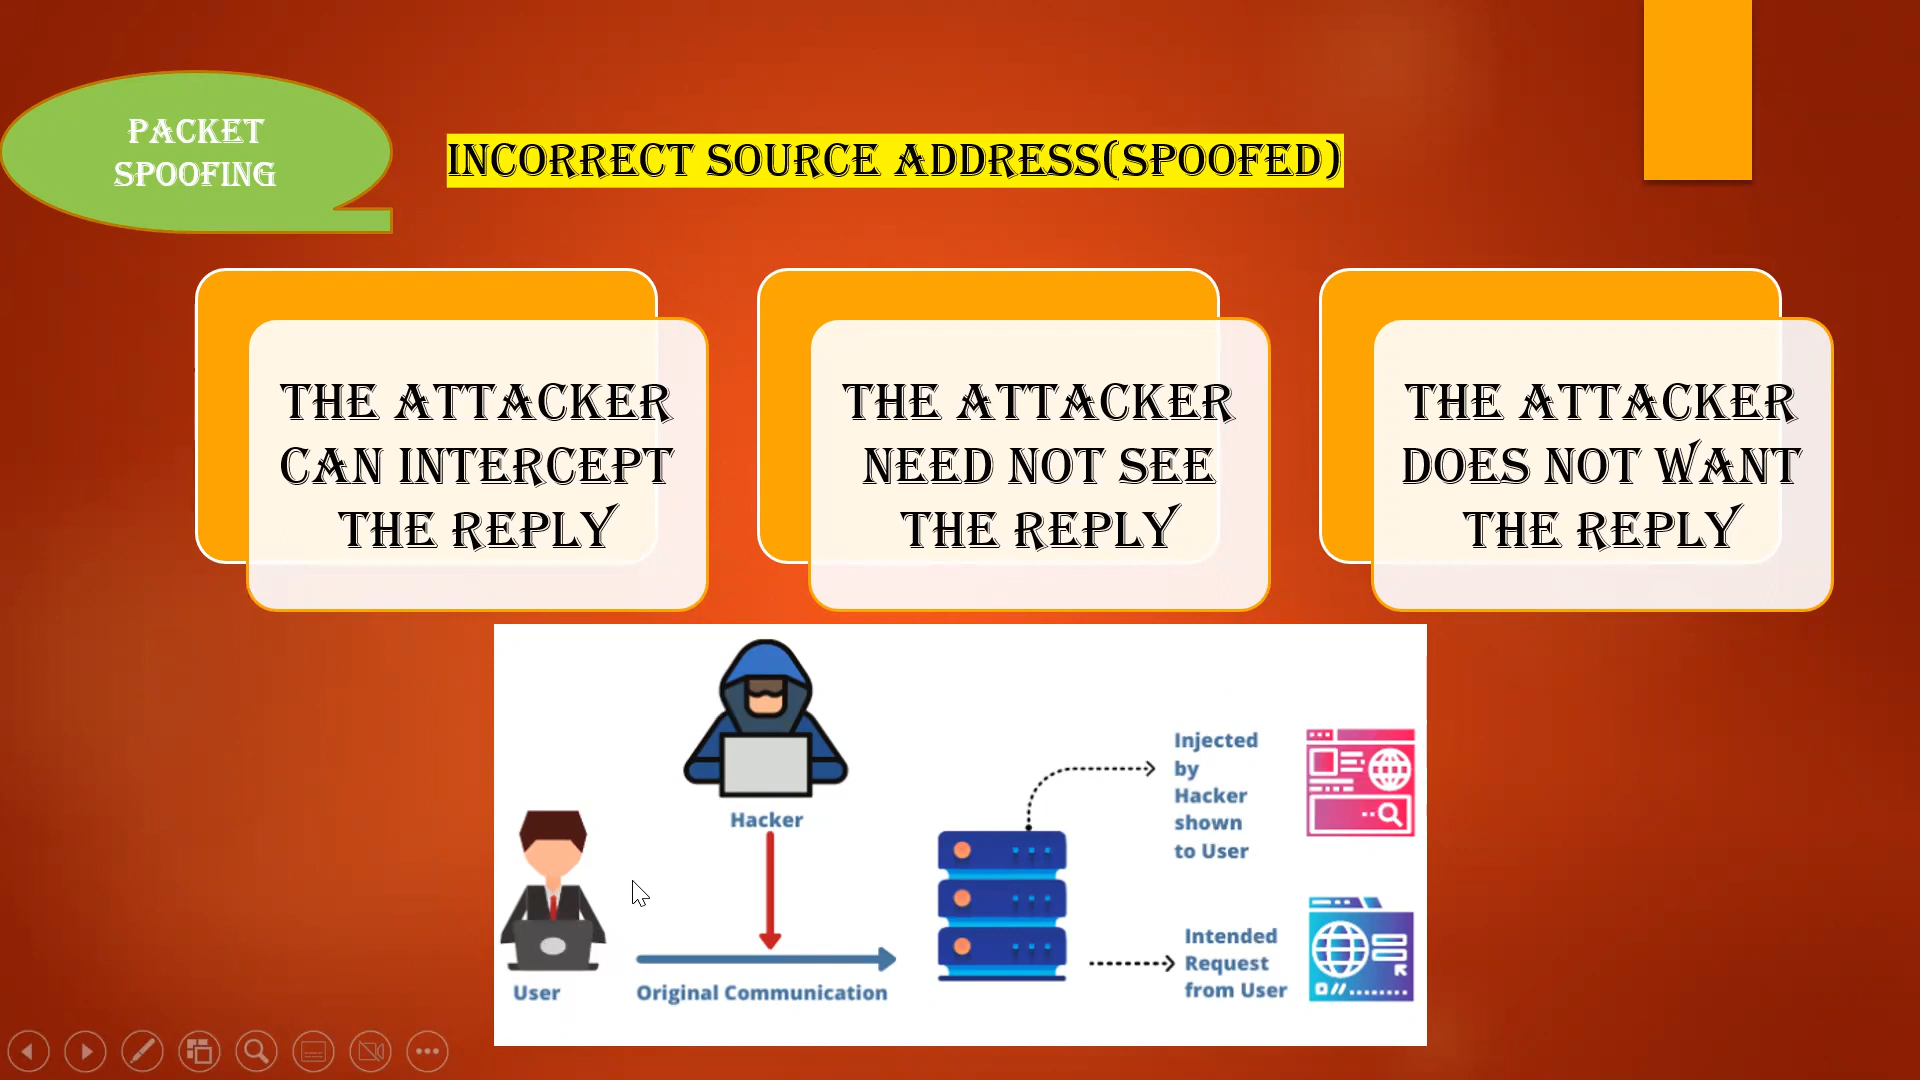 PACKET
SPOOFING
INCORRECT SOURCE ADDRESS(SPOOFED)
THE ATTACKER
CAN INTERCEPT
THE REPLY
THE ATTACKER
NEED NOT SEE
THE REPLY
THE ATTACKER
DOES NOT WANT
THE REPLY
Hacker
User
Original Communication
Injected
by
Hacker
shown
to User
Intended
Request
from User